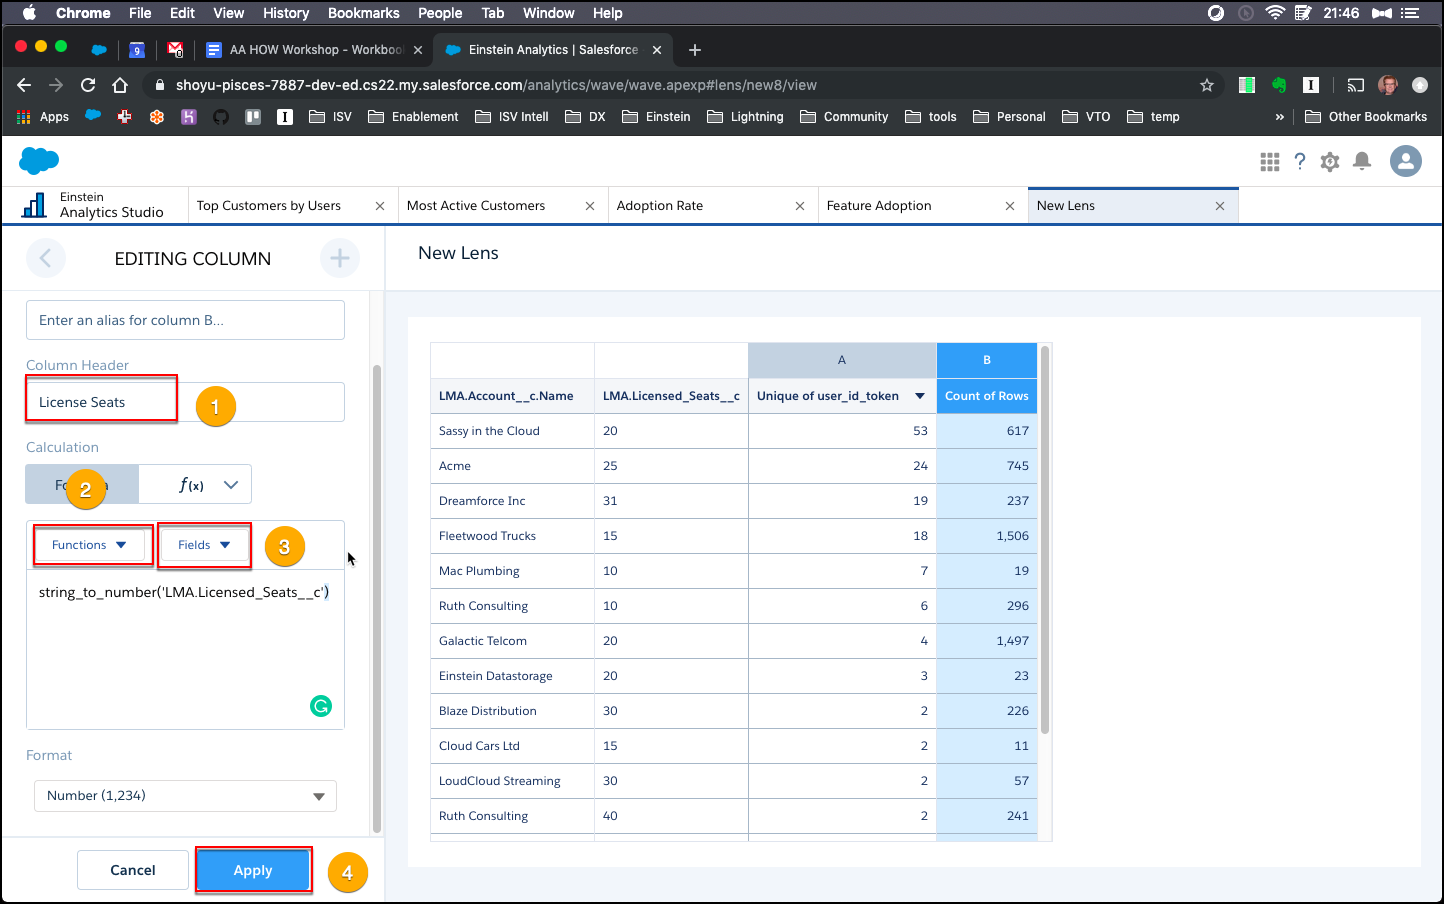 Chrome File Edit View History Bookmarks People Tab Window Help 21:46
9 0 AA HOW Workshop - Workboo Einstein Analytics | Salesforce
shoyu-pisces-7887-dev-ed.cs22.my.salesforce.com/analytics/wave/wave.apexp#lens/new8/view
Apps ISV Enablement ISV Intell DX Einstein Lightning Community tools Personal VTO temp » Other Bookmarks
Einstein
Analytics Studio
Top Customers by Users Most Active Customers Adoption Rate Feature Adoption New Lens
EDITING COLUMN
New Lens
Enter an alias for column B...
Column Header
License Seats
1
Calculation
2
f(x)
Functions Fields
3
string_to_number('LMA.Licensed_Seats__c')
Format
Number (1,234)
Cancel Apply
4
A B
LMA.Account__c.Name LMA.Licensed_Seats__c Unique of user_id_token Count of Rows
Sassy in the Cloud 20 53 617
Acme 25 24 745
Dreamforce Inc 31 19 237
Fleetwood Trucks 15 18 1,506
Mac Plumbing 10 7 19
Ruth Consulting 10 6 296
Galactic Telcom 20 4 1,497
Einstein Datastorage 20 3 23
Blaze Distribution 30 2 226
Cloud Cars Ltd 15 2 11
LoudCloud Streaming 30 2 57
Ruth Consulting 40 2 241